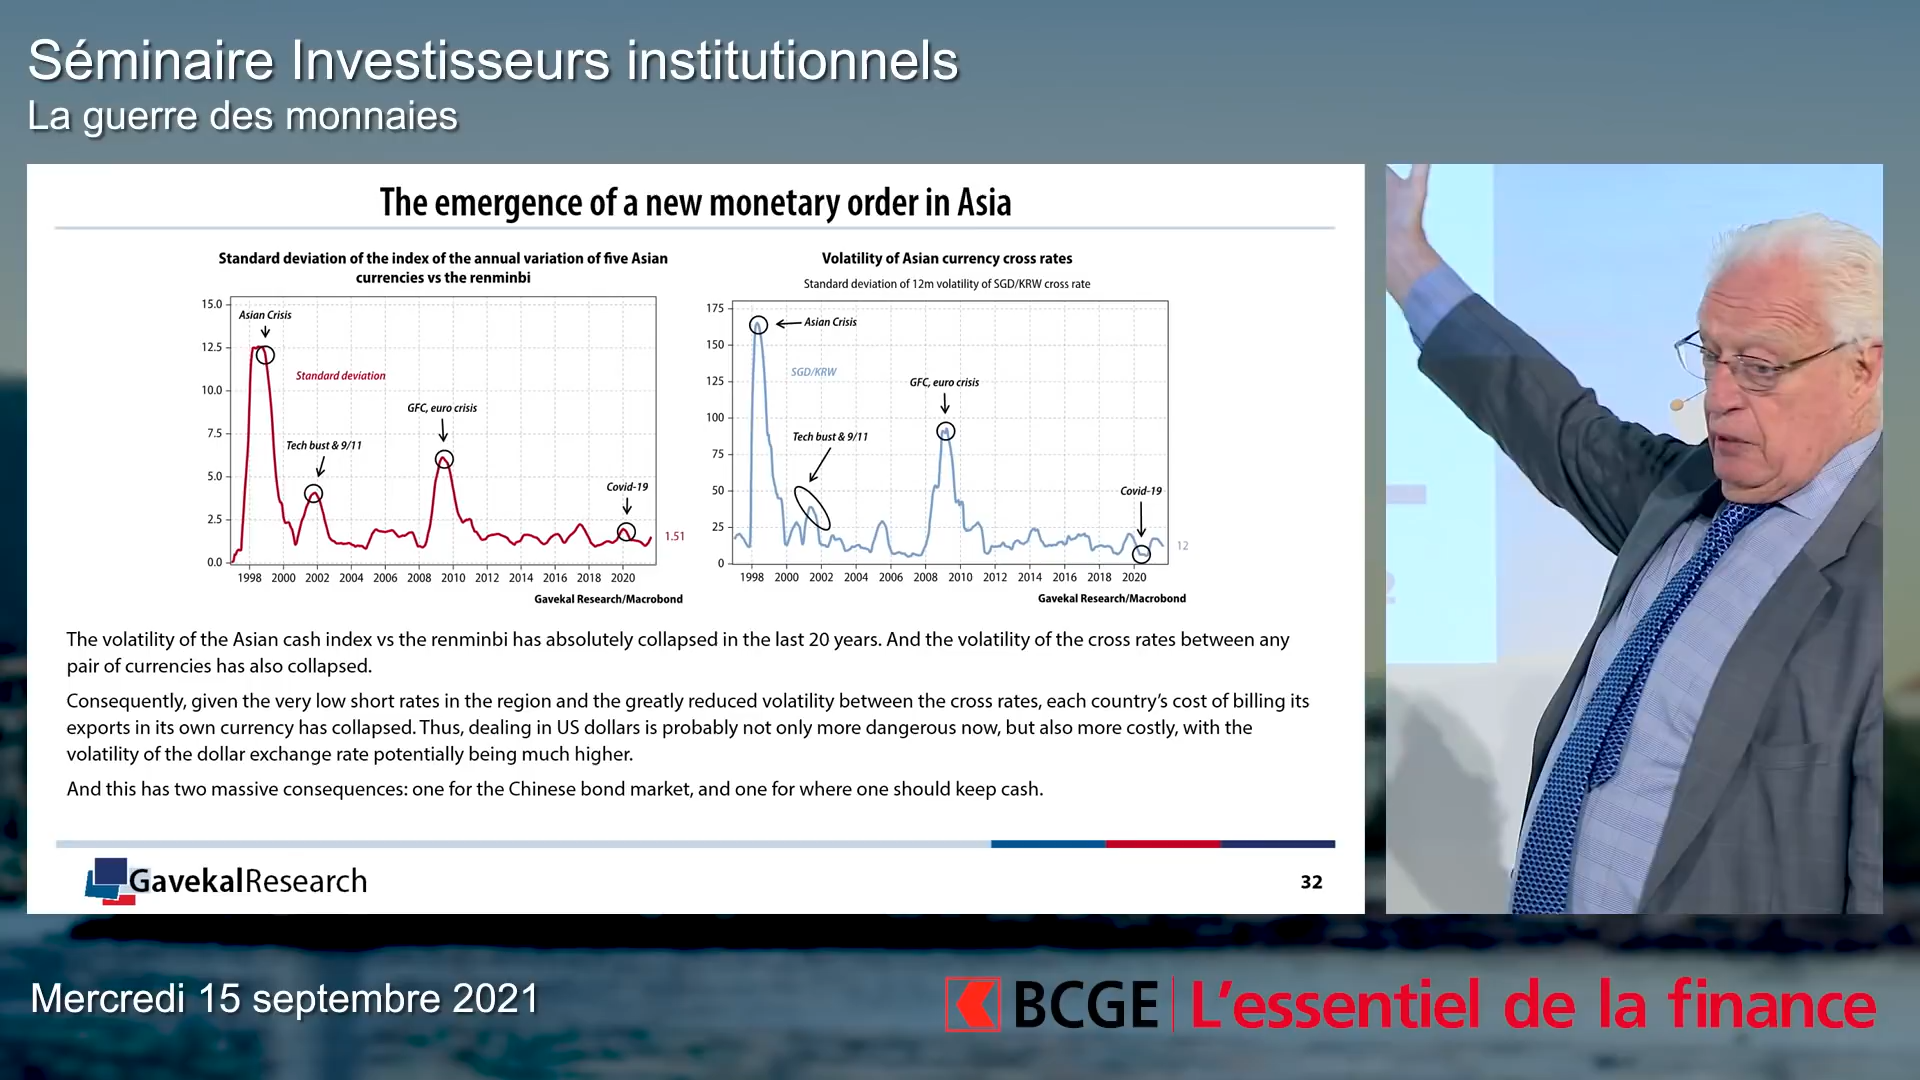 Séminaire Investisseurs institutionnels
La guerre des monnaies
The emergence of a new monetary order in Asia
Standard deviation of the index of the annual variation of five Asian
currencies vs the renminbi
15.0
12.5
10.0
7.5
5.0
2.5
0.0
Asian Crisis
Standard deviation
GFC, euro crisis
Tech bust & 9/11
Covid-19
1.51
1998 2000 2002 2004 2006 2008 2010 2012 2014 2016 2018 2020
Gavekal Research/Macrobond
Volatility of Asian currency cross rates
Standard deviation of 12m volatility of SGD/KRW cross rate
175
150
125
100
75
50
25
0
Asian Crisis
SGD/KRW
GFC, euro crisis
Tech bust & 9/11
Covid-19
12
1998 2000 2002 2004 2006 2008 2010 2012 2014 2016 2018 2020
Gavekal Research/Macrobond
The volatility of the Asian cash index vs the renminbi has absolutely collapsed in the last 20 years. And the volatility of the cross rates between any
pair of currencies has also collapsed.
Consequently, given the very low short rates in the region and the greatly reduced volatility between the cross rates, each country's cost of billing its
exports in its own currency has collapsed. Thus, dealing in US dollars is probably not only more dangerous now, but also more costly, with the
volatility of the dollar exchange rate potentially being much higher.
And this has two massive consequences: one for the Chinese bond market, and one for where one should keep cash.
GavekalResearch
32
Mercredi 15 septembre 2021
BCGE L'essentiel de la finance